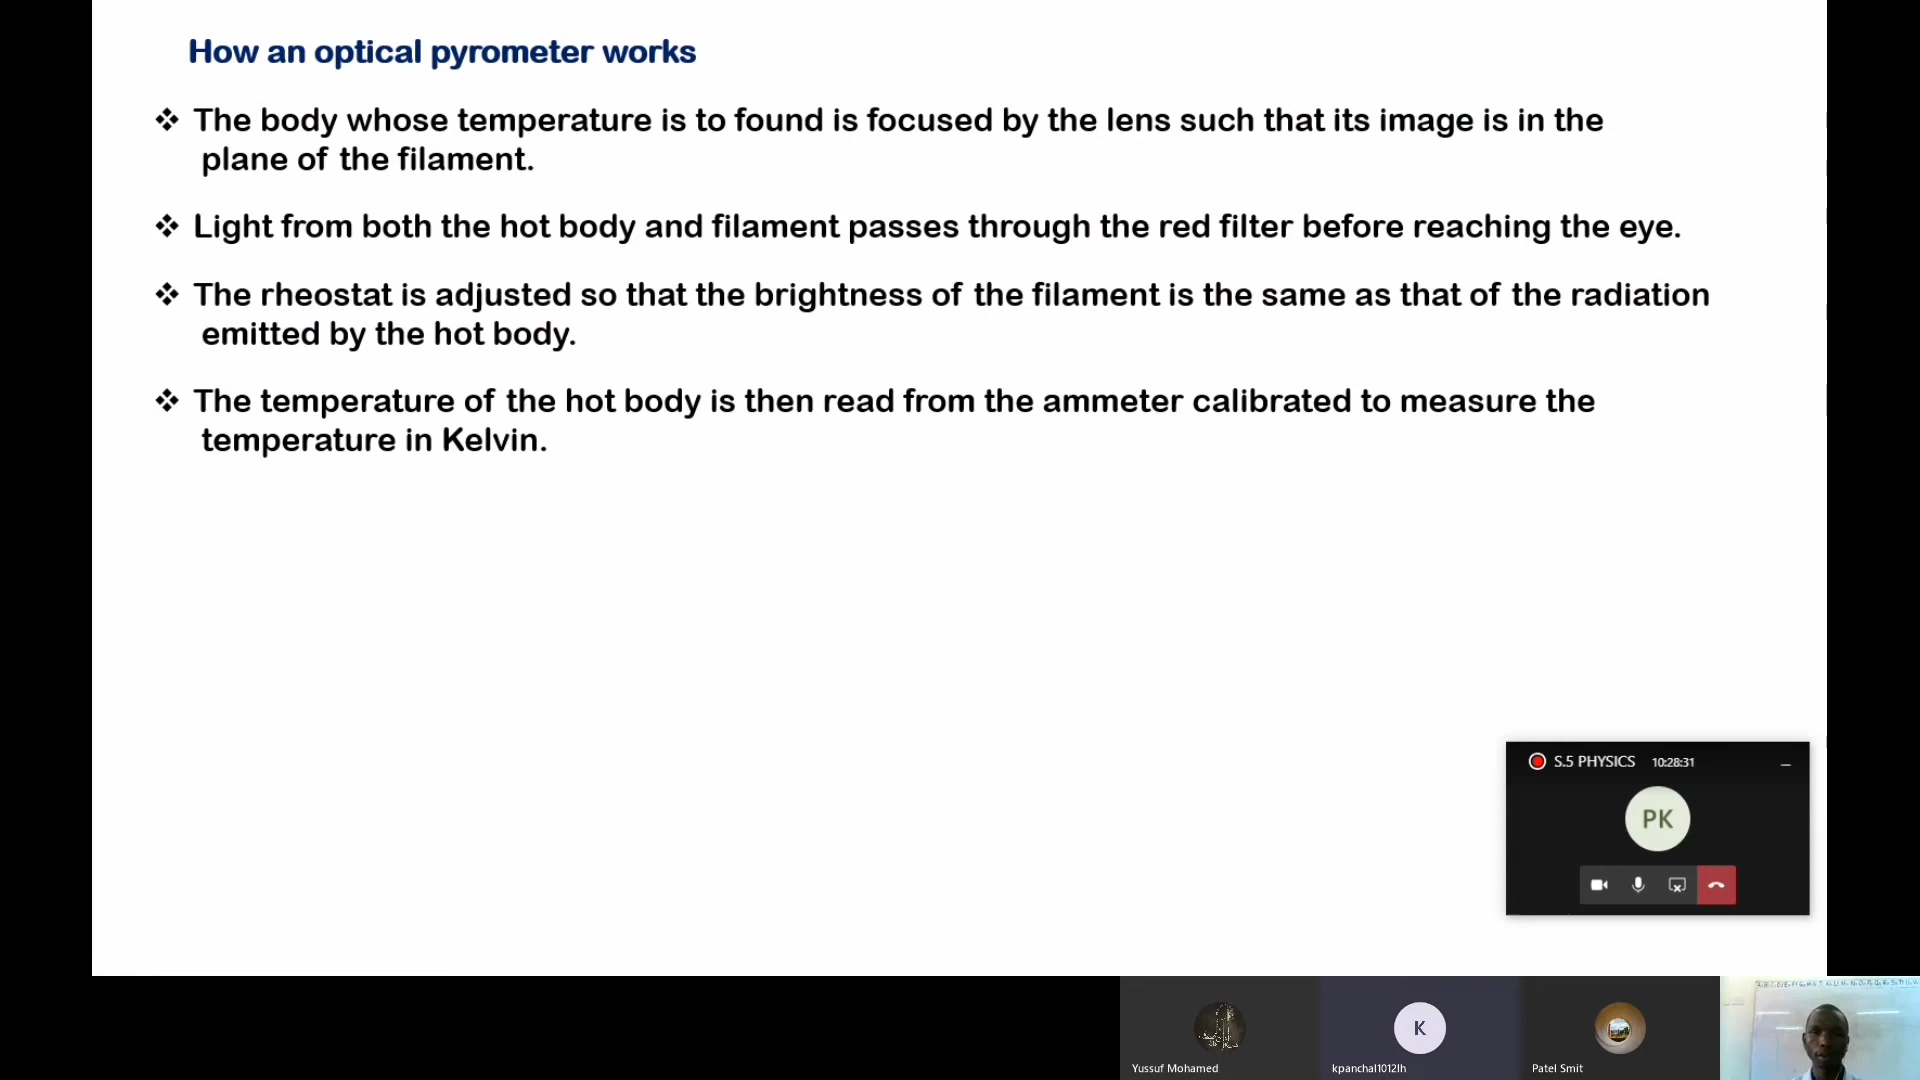 How an optical pyrometer works
❖ The body whose temperature is to found is focused by the lens such that its image is in the
plane of the filament.
❖ Light from both the hot body and filament passes through the red filter before reaching the eye.
❖ The rheostat is adjusted so that the brightness of the filament is the same as that of the radiation
emitted by the hot body.
❖ The temperature of the hot body is then read from the ammeter calibrated to measure the
temperature in Kelvin.
S.5 PHYSICS 10:28:31
PK
K
Yussuf Mohamed
kpanchal1012lh
Patel Smit